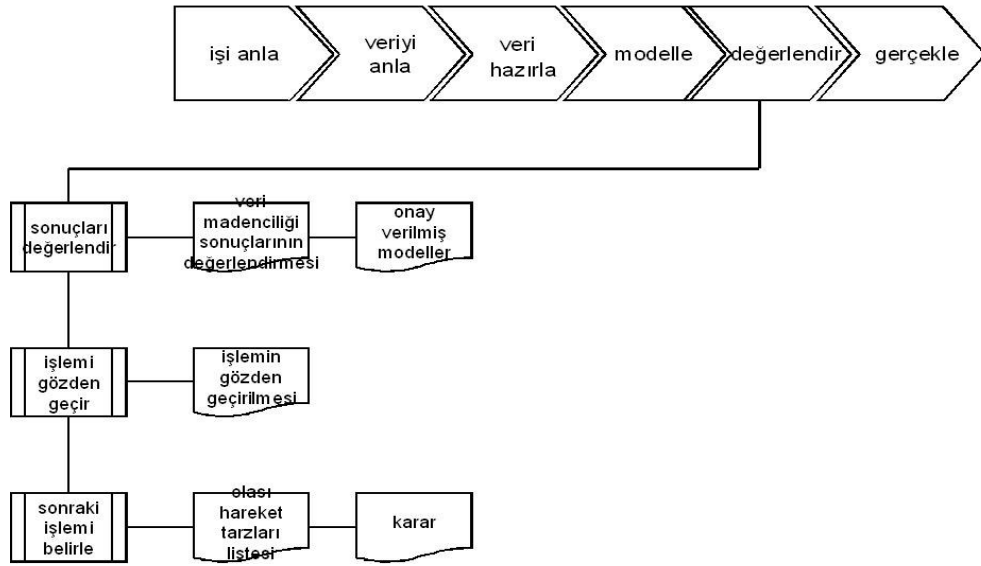 işi anla
veriyi
anla
veri
hazırla
modelle
değerlendir
gerçekle
sonuçları
değerlendir
veri
madenciliği
sonuçlarının
değerlendirmesi
onay
verilmiş
modeller
işlemi
gözden
geçir
işlemin
gözden
geçirilmesi
sonraki
işlemi
belirle
olası
hareket
tarzları
listesi
karar